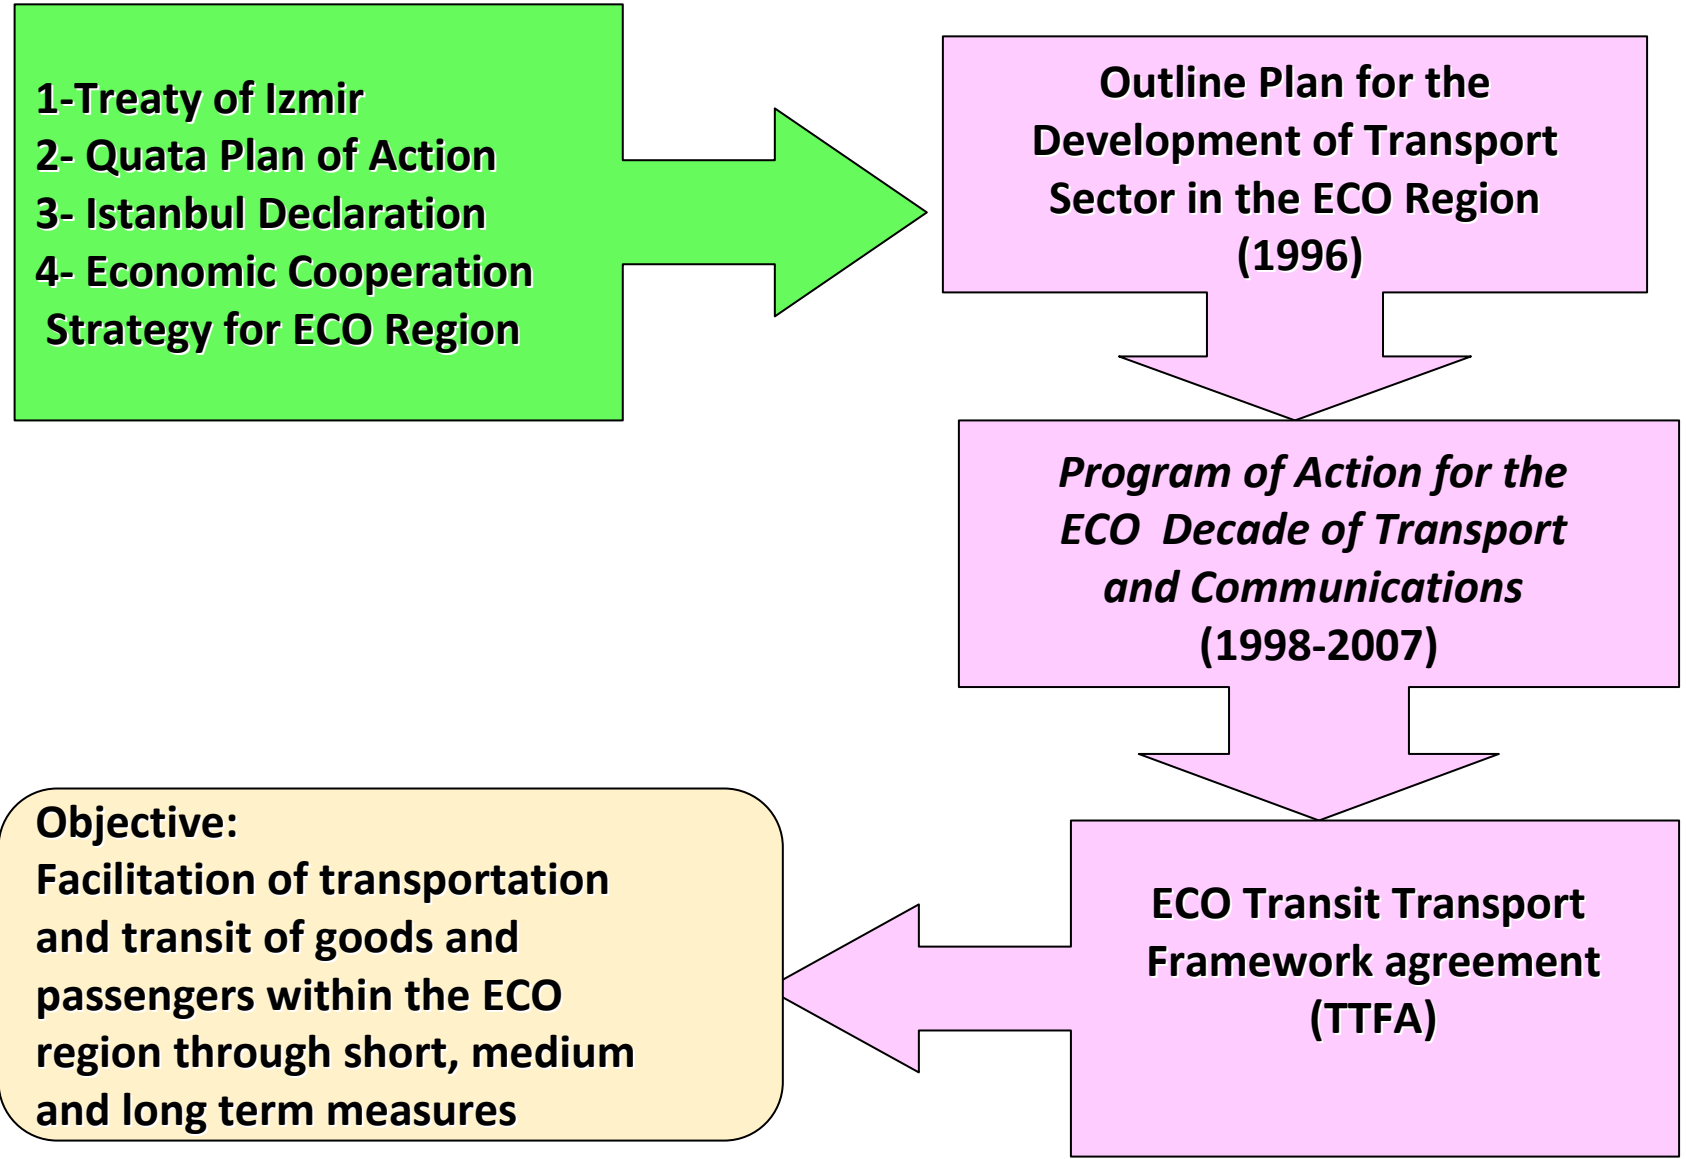 1-Treaty of Izmir
2- Quata Plan of Action
3- Istanbul Declaration
4- Economic Cooperation
Strategy for ECO Region
Outline Plan for the
Development of Transport
Sector in the ECO Region
(1996)
Program of Action for the
ECO  Decade of Transport
and Communications
(1998-2007)
ECO Transit Transport
Framework agreement
(TTFA)
Objective:
Facilitation of transportation
and transit of goods and
passengers within the ECO
region through short, medium
and long term measures